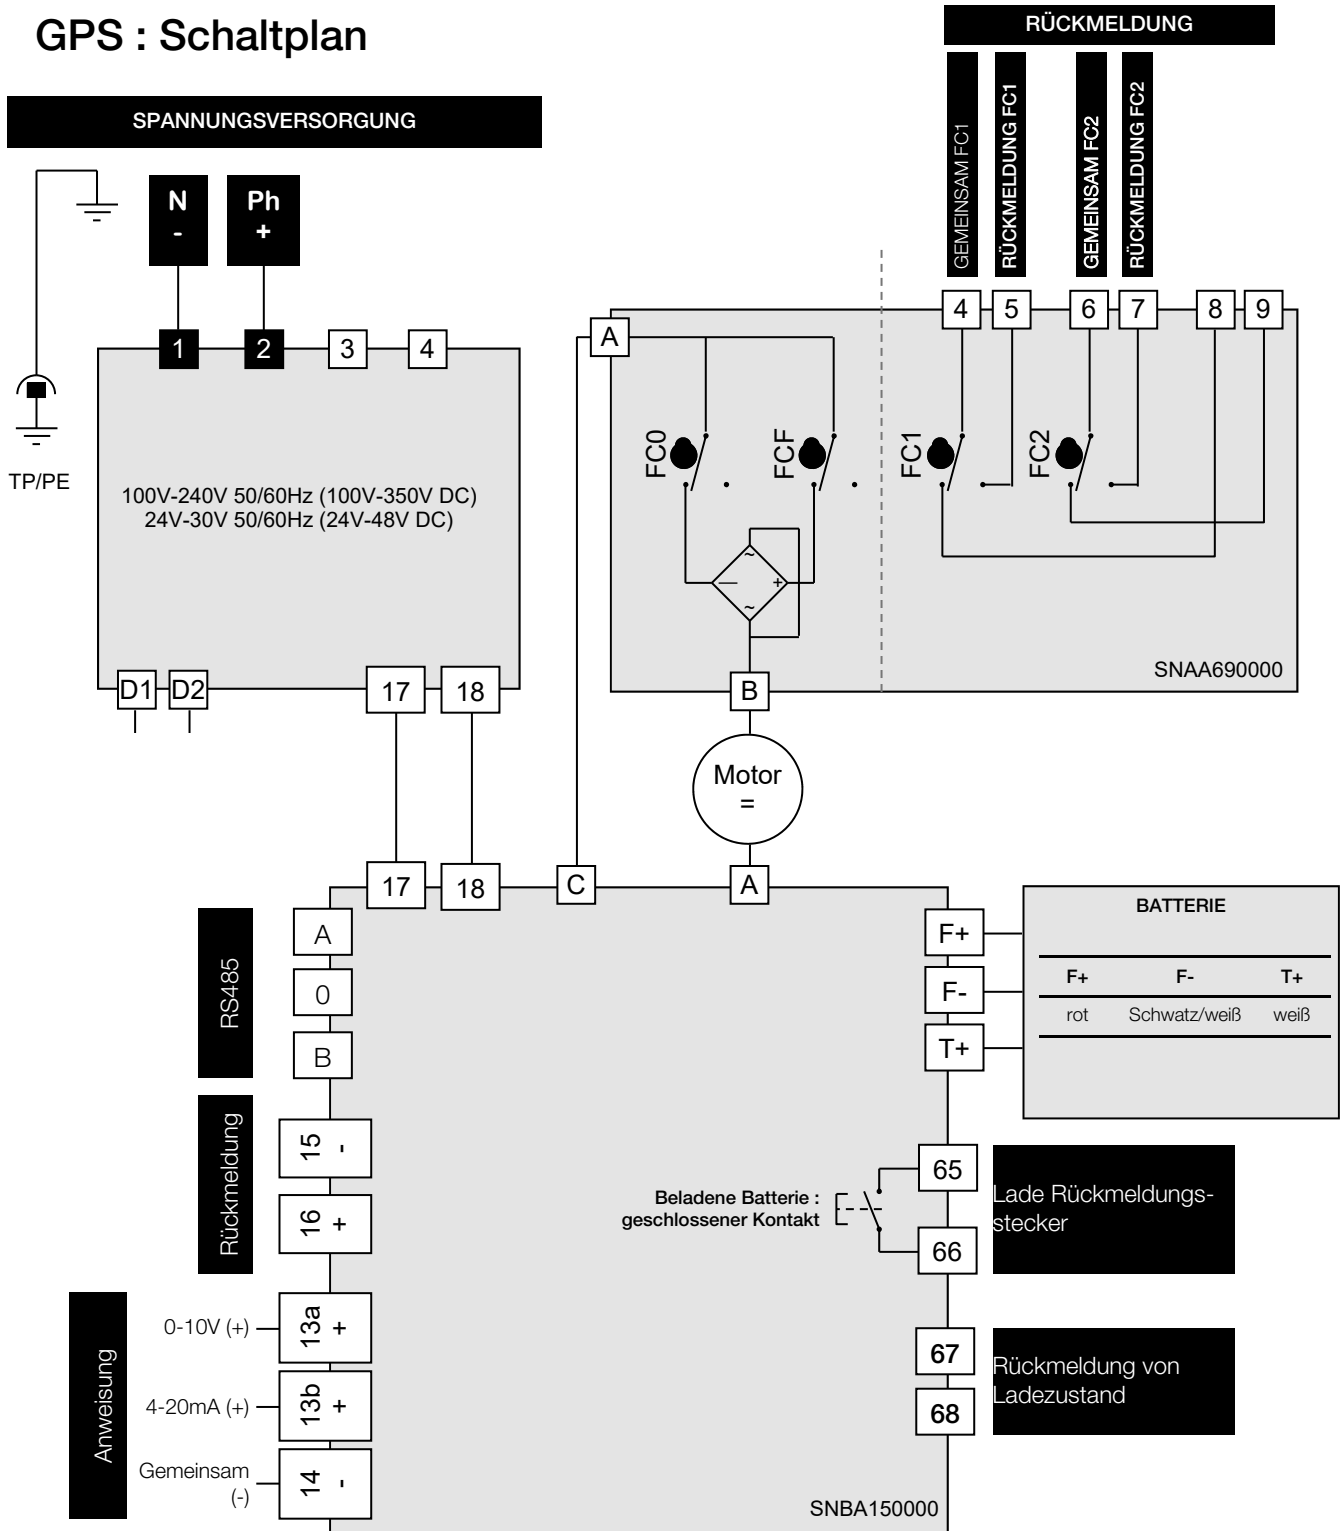 GPS : Schaltplan
RÜCKMELDUNG
SPANNUNGSVERSORGUNG
GEMEINSAM FC1
RÜCKMELDUNG FC1
GEMEINSAM FC2
RÜCKMELDUNG FC2
N
-
Ph
+
1
2
3
4
TP/PE
100V-240V 50/60Hz (100V-350V DC)
24V-30V 50/60Hz (24V-48V DC)
D1
D2
17
18
A
4
5
6
7
8
9
FC0
FCF
FC1
FC2
~
—
+
~
SNAA690000
B
Motor
=
17
18
C
A
RS485
A
0
B
Rückmeldung
15 -
16 +
Anweisung
0-10V (+)
13a +
4-20mA (+)
13b +
Gemeinsam
(-)
14 -
F+
F-
T+
BATTERIE
F+ F- T+
rot Schwatz/weiß weiß
Beladene Batterie :
geschlossener Kontakt
65
66
Lade Rückmeldungs-
stecker
67
68
Rückmeldung von
Ladezustand
SNBA150000